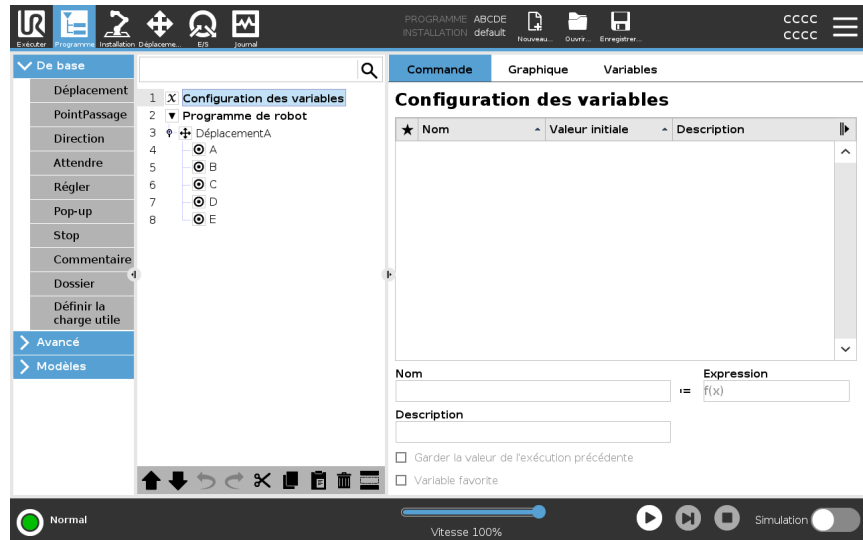 PROGRAMME ABCDE
INSTALLATION default
CCCC
CCCC
Exécuter Programme Installation Déplaceme... E/S Journal
Nouveau... Ouvrir... Enregistrer...
De base
Déplacement
PointPassage
Direction
Attendre
Régler
Pop-up
Stop
Commentaire
Dossier
Définir la
charge utile
Avancé
Modèles
1 X Configuration des variables
2 Programme de robot
3 DéplacementA
4 A
5 B
6 C
7 D
8 E
Commande Graphique Variables
Configuration des variables
Nom Valeur initiale Description
Nom
Expression
:= f(x)
Description
Garder la valeur de l'exécution précédente
Variable favorite
Normal
Vitesse 100%
Simulation